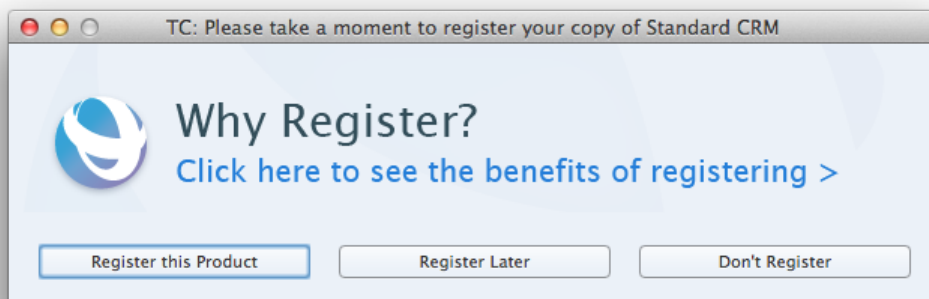 TC: Please take a moment to register your copy of Standard CRM
Why Register?
Click here to see the benefits of registering >
Register this Product
Register Later
Don't Register